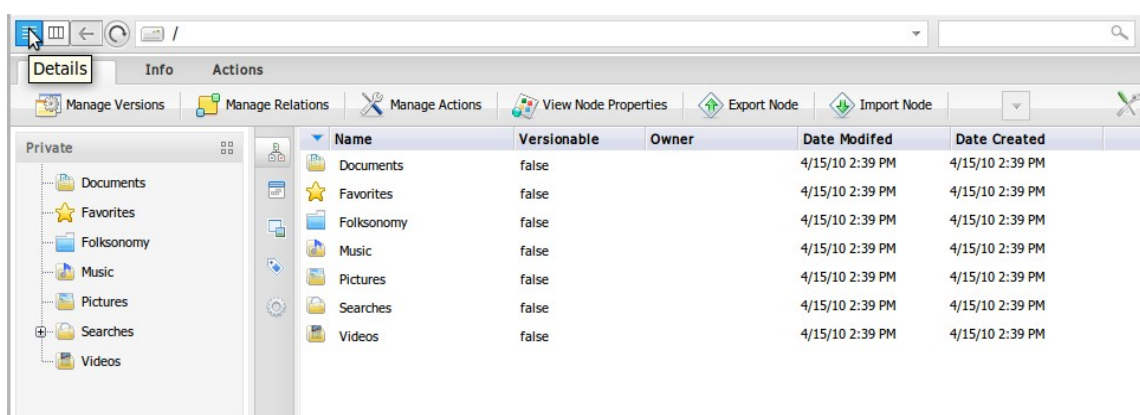 /
Details Info Actions
Manage Versions Manage Relations Manage Actions View Node Properties Export Node Import Node
Private
Documents
Favorites
Folksonomy
Music
Pictures
Searches
Videos
Name Versionable Owner Date Modifed Date Created
Documents false 4/15/10 2:39 PM 4/15/10 2:39 PM
Favorites false 4/15/10 2:39 PM 4/15/10 2:39 PM
Folksonomy false 4/15/10 2:39 PM 4/15/10 2:39 PM
Music false 4/15/10 2:39 PM 4/15/10 2:39 PM
Pictures false 4/15/10 2:39 PM 4/15/10 2:39 PM
Searches false 4/15/10 2:39 PM 4/15/10 2:39 PM
Videos false 4/15/10 2:39 PM 4/15/10 2:39 PM